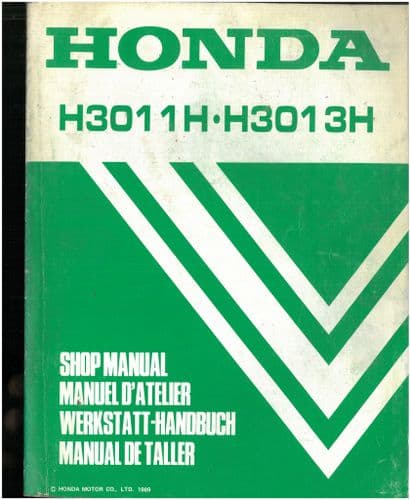 HONDA
H3011H·H3013H
SHOP MANUAL
MANUEL D'ATELIER
WERKSTATT-HANDBUCH
MANUAL DE TALLER
© HONDA MOTOR CO., LTD. 1989